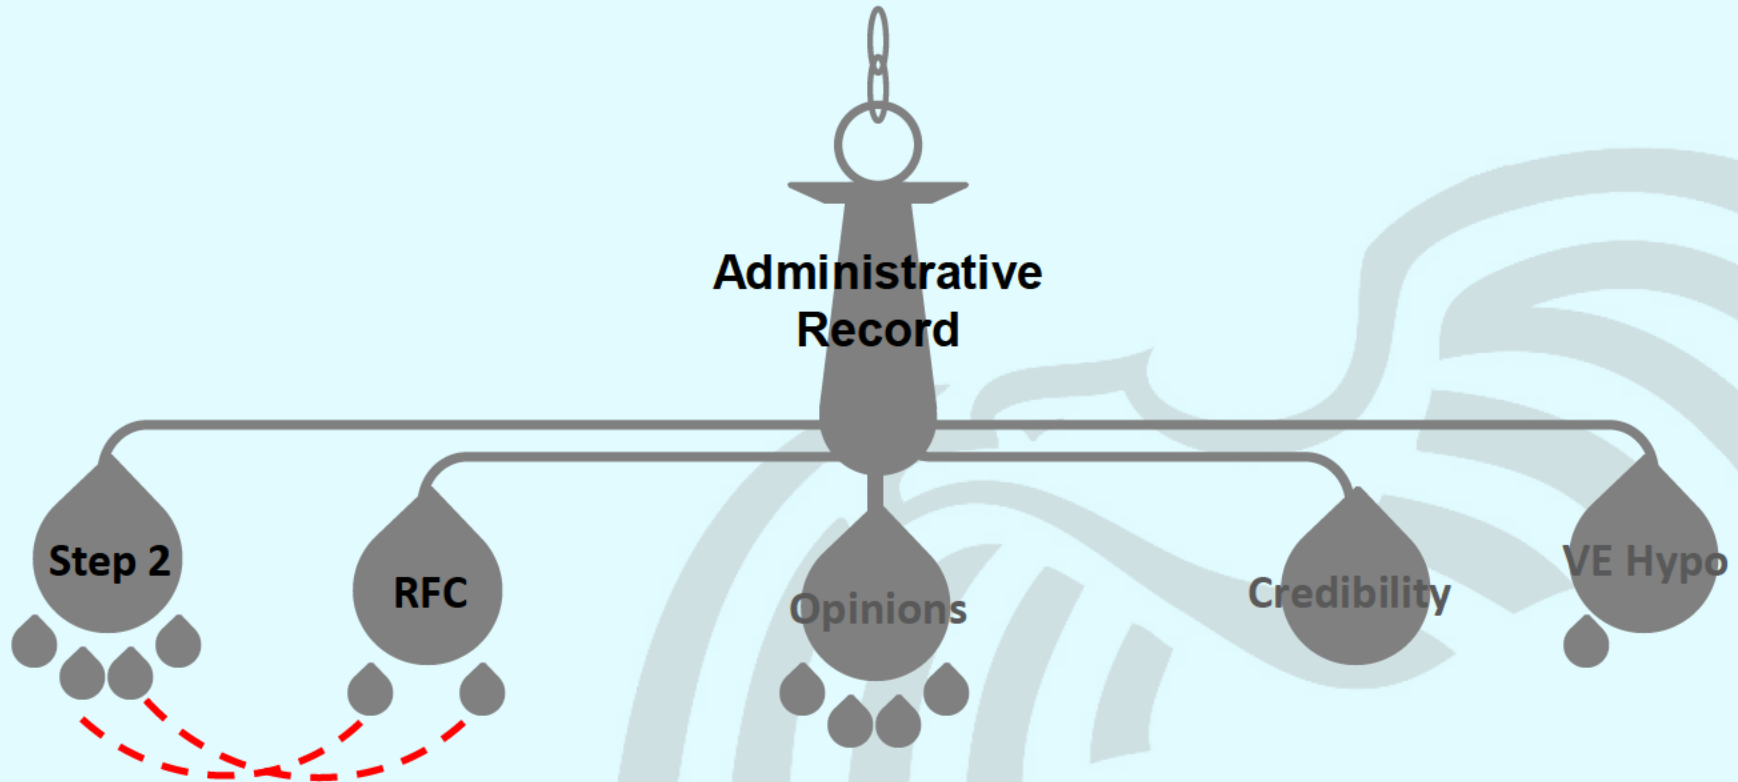 Administrative
Record
Step 2
RFC
Opinions
Credibility
VE Hypo